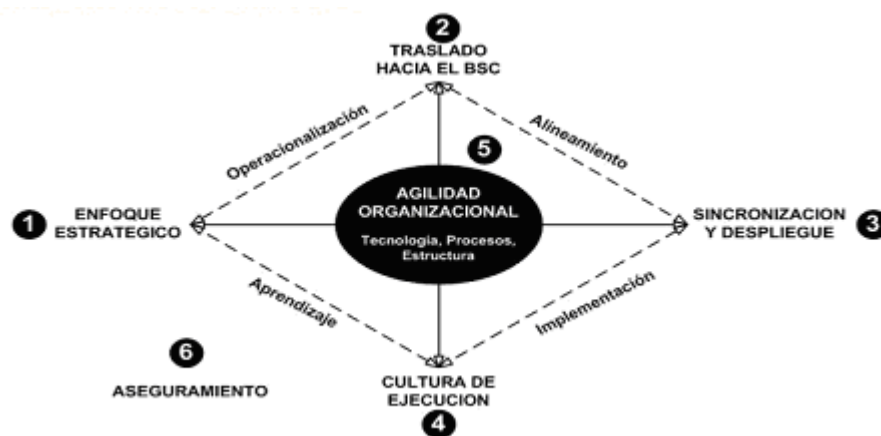 2
TRASLADO
HACIA EL BSC
Operacionalización
Alineamiento
5
1
ENFOQUE
ESTRATEGICO
AGILIDAD
ORGANIZACIONAL
Tecnología, Procesos,
Estructura
SINCRONIZACION
Y DESPLIEGUE
3
Aprendizaje
Implementación
6
ASEGURAMIENTO
CULTURA DE
EJECUCION
4